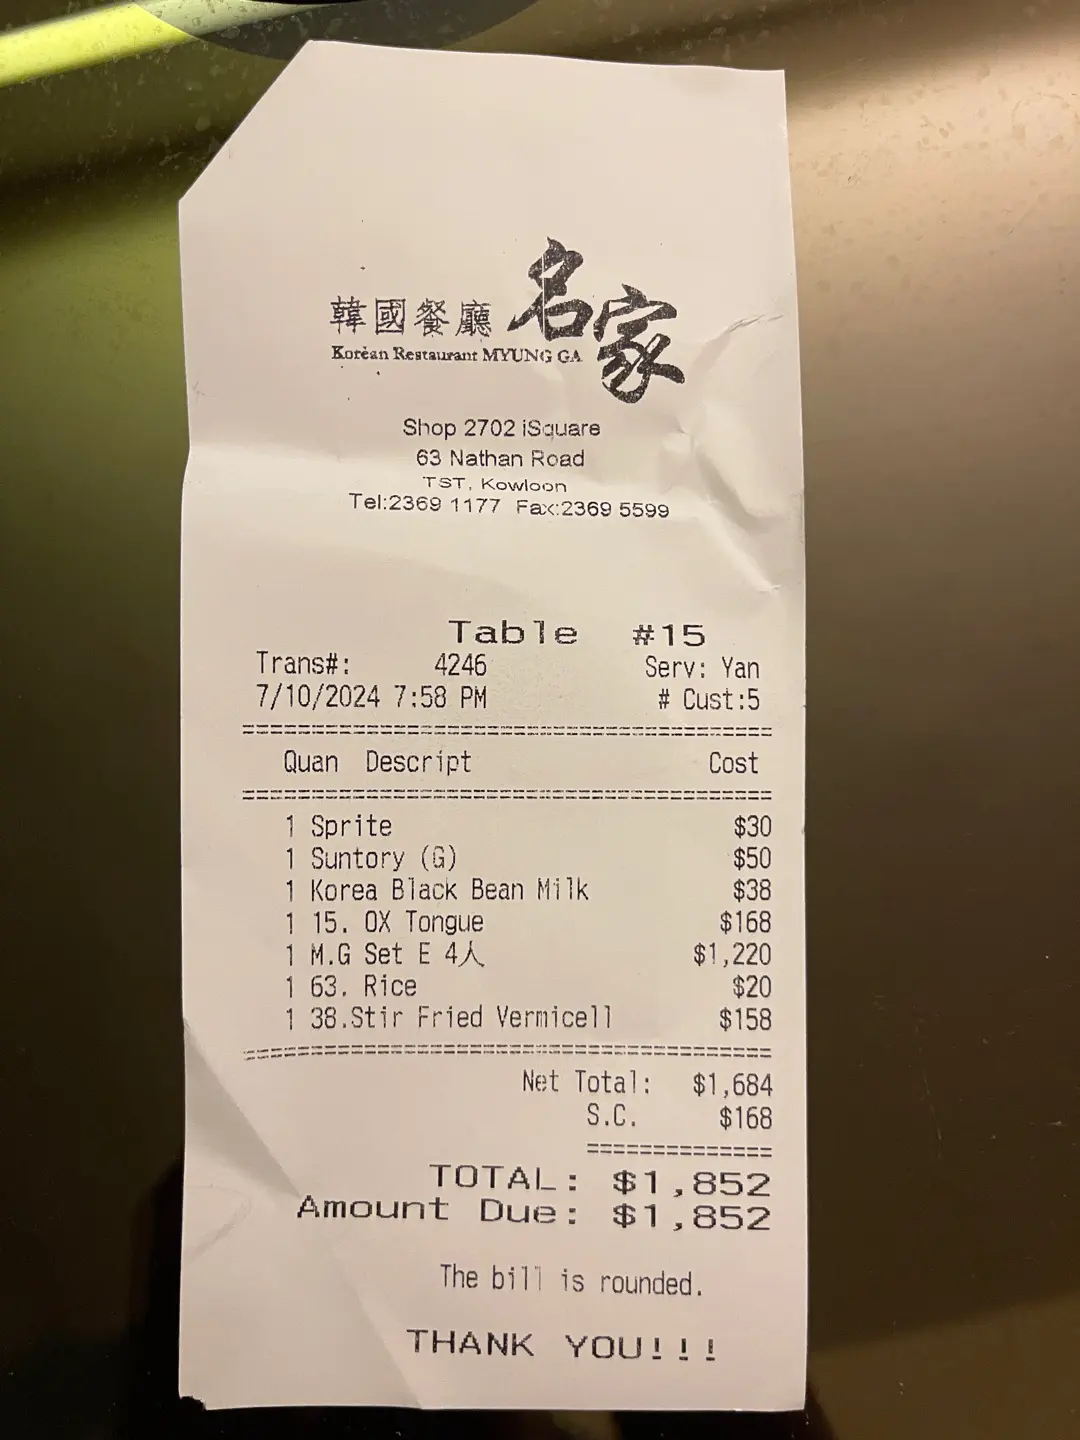 韓國餐廳 名家
Korean Restaurant MYUNG GA
Shop 2702 iSquare
63 Nathan Road
TST, Kowloon
Tel:2369 1177 Fax:2369 5599
Table #15
Trans#: 4246 Serv: Yan
7/10/2024 7:58 PM # Cust:5
========================================
Quan Descript Cost
========================================
1 Sprite $30
1 Suntory (G) $50
1 Korea Black Bean Milk $38
1 15. OX Tongue $168
1 M.G Set E 4人 $1,220
1 63. Rice $20
1 38.Stir Fried Vermicell $158
========================================
Net Total: $1,684
S.C. $168
==============
TOTAL: $1,852
Amount Due: $1,852
The bill is rounded.
THANK YOU!!!